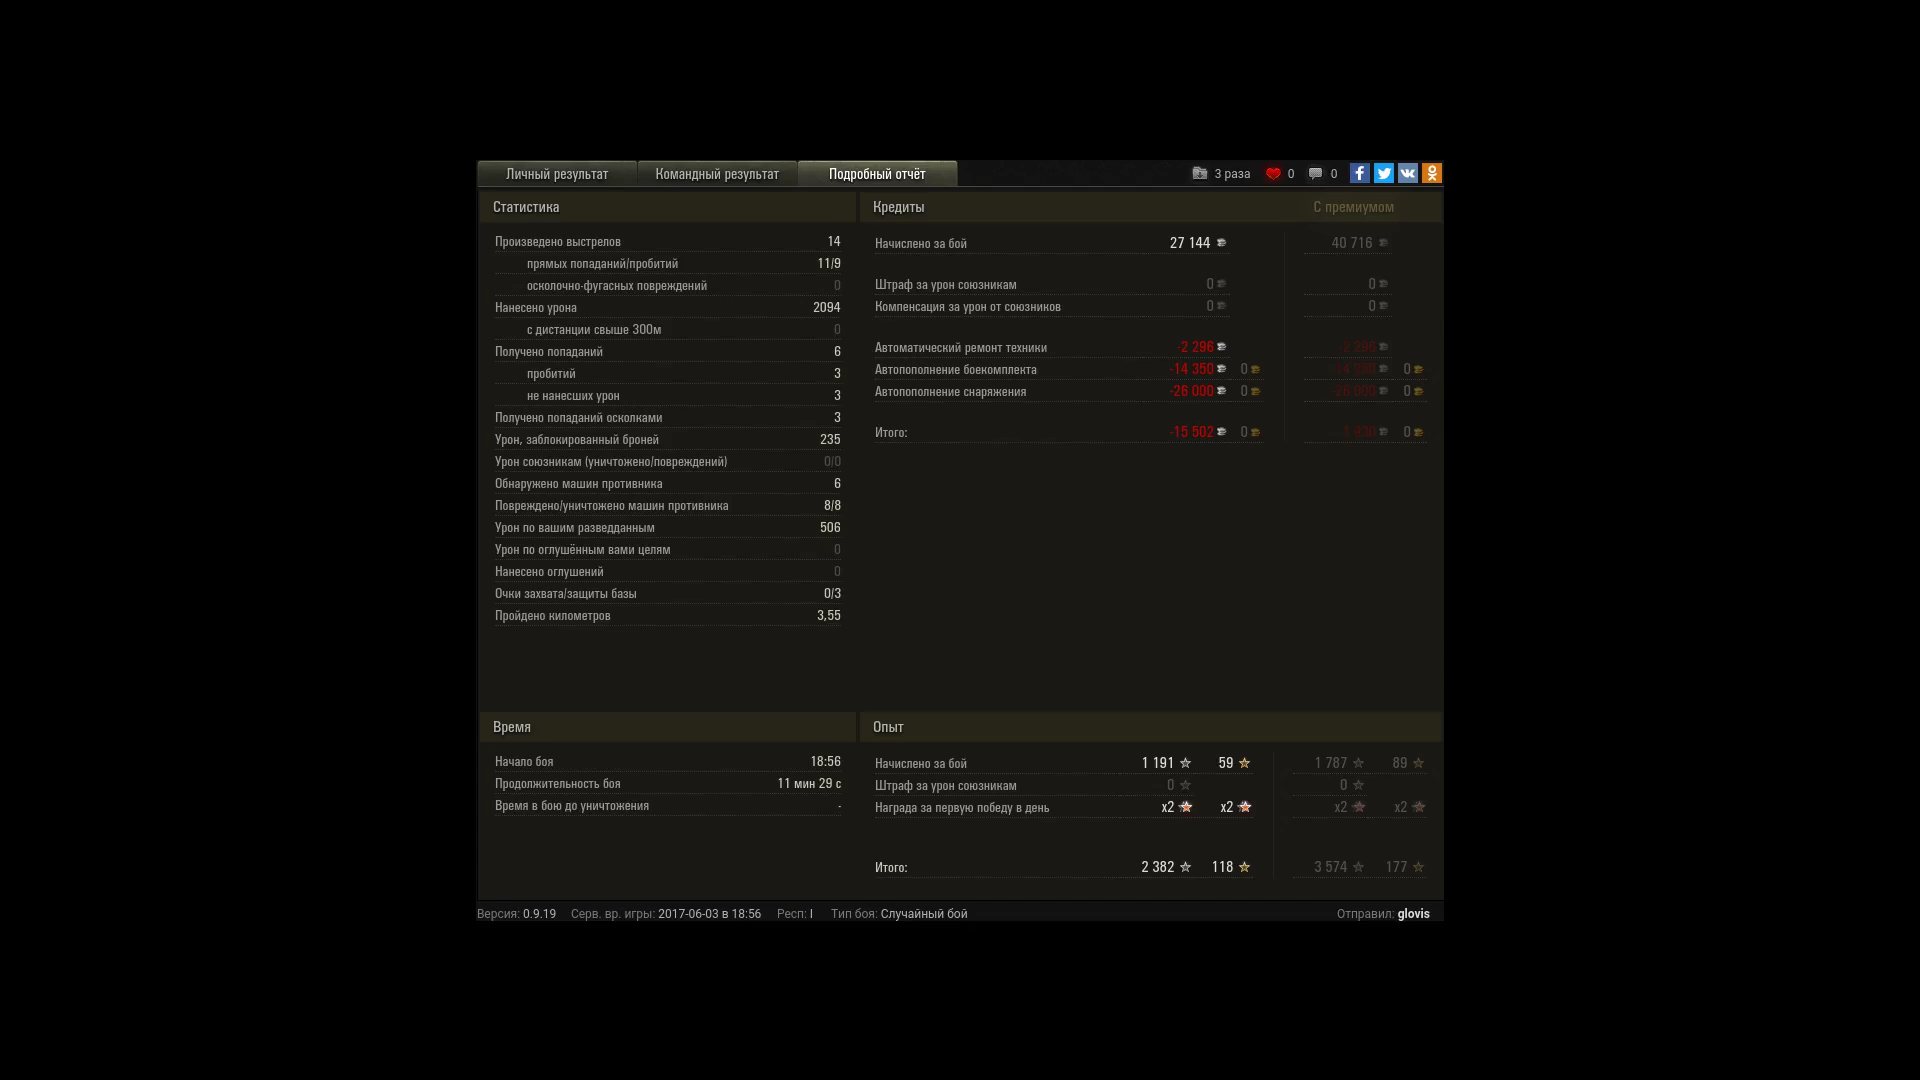 Личный результат Командный результат Подробный отчёт 3 раза 0 0
Статистика
Произведено выстрелов 14
прямых попаданий/пробитий 11/9
осколочно-фугасных повреждений 0
Нанесено урона 2094
с дистанции свыше 300м 0
Получено попаданий 6
пробитий 3
не нанесших урон 3
Получено попаданий осколками 3
Урон, заблокированный броней 235
Урон союзникам (уничтожено/повреждений) 0/0
Обнаружено машин противника 6
Повреждено/уничтожено машин противника 8/8
Урон по вашим разведданным 506
Урон по оглушённым вами целям 0
Нанесено оглушений 0
Очки захвата/защиты базы 0/3
Пройдено километров 3,55
Кредиты С премиумом
Начислено за бой 27 144 40 716
Штраф за урон союзникам 0 0
Компенсация за урон от союзников 0 0
Автоматический ремонт техники -2 296 -2 296
Автопополнение боекомплекта -14 350 0 -14 350 0
Автопополнение снаряжения -26 000 0 -26 000 0
Итого: -15 502 0 -1 930 0
Время
Начало боя 18:56
Продолжительность боя 11 мин 29 с
Время в бою до уничтожения -
Опыт
Начислено за бой 1 191 59 1 787 89
Штраф за урон союзникам 0 0
Награда за первую победу в день x2 x2 x2 x2
Итого: 2 382 118 3 574 177
Версия: 0.9.19 Серв. вр. игры: 2017-06-03 в 18:56 Респ: I Тип боя: Случайный бой Отправил: glovis